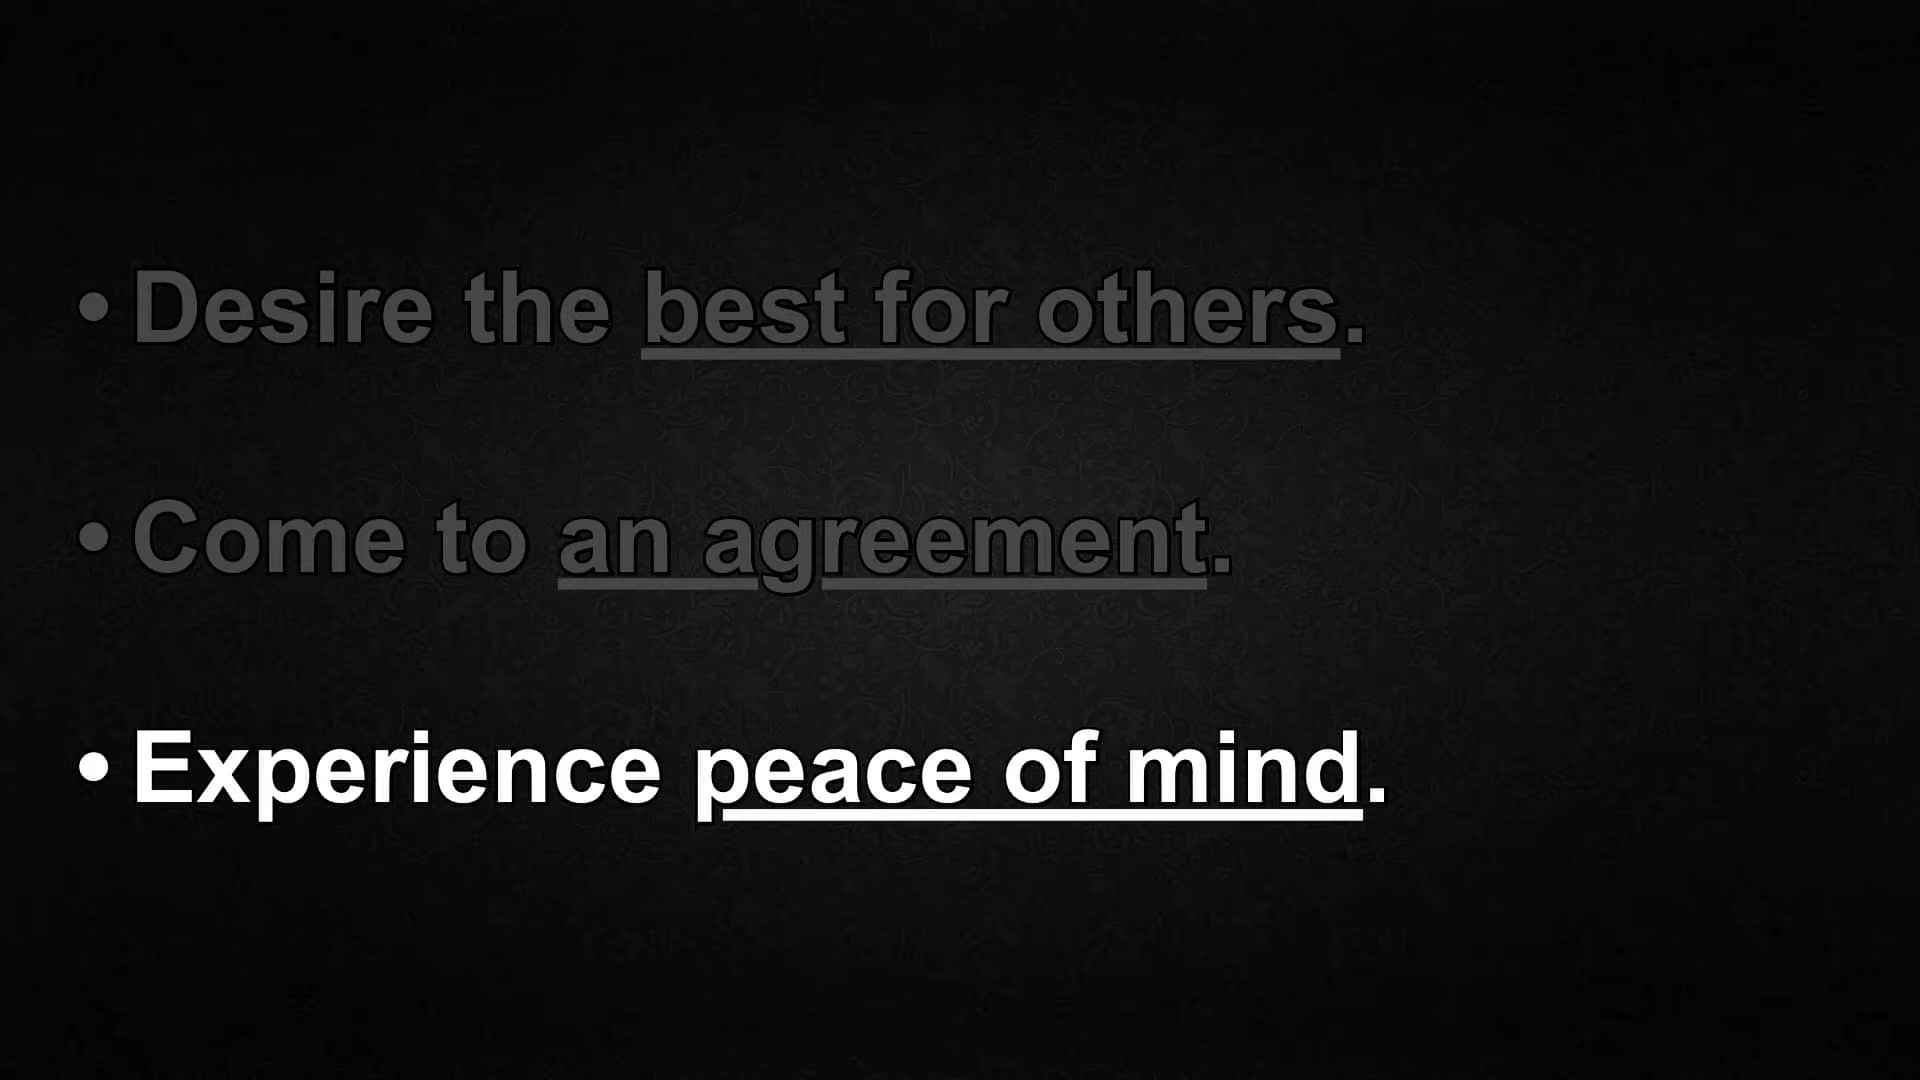 • Desire the best for others.
• Come to an agreement.
• Experience peace of mind.